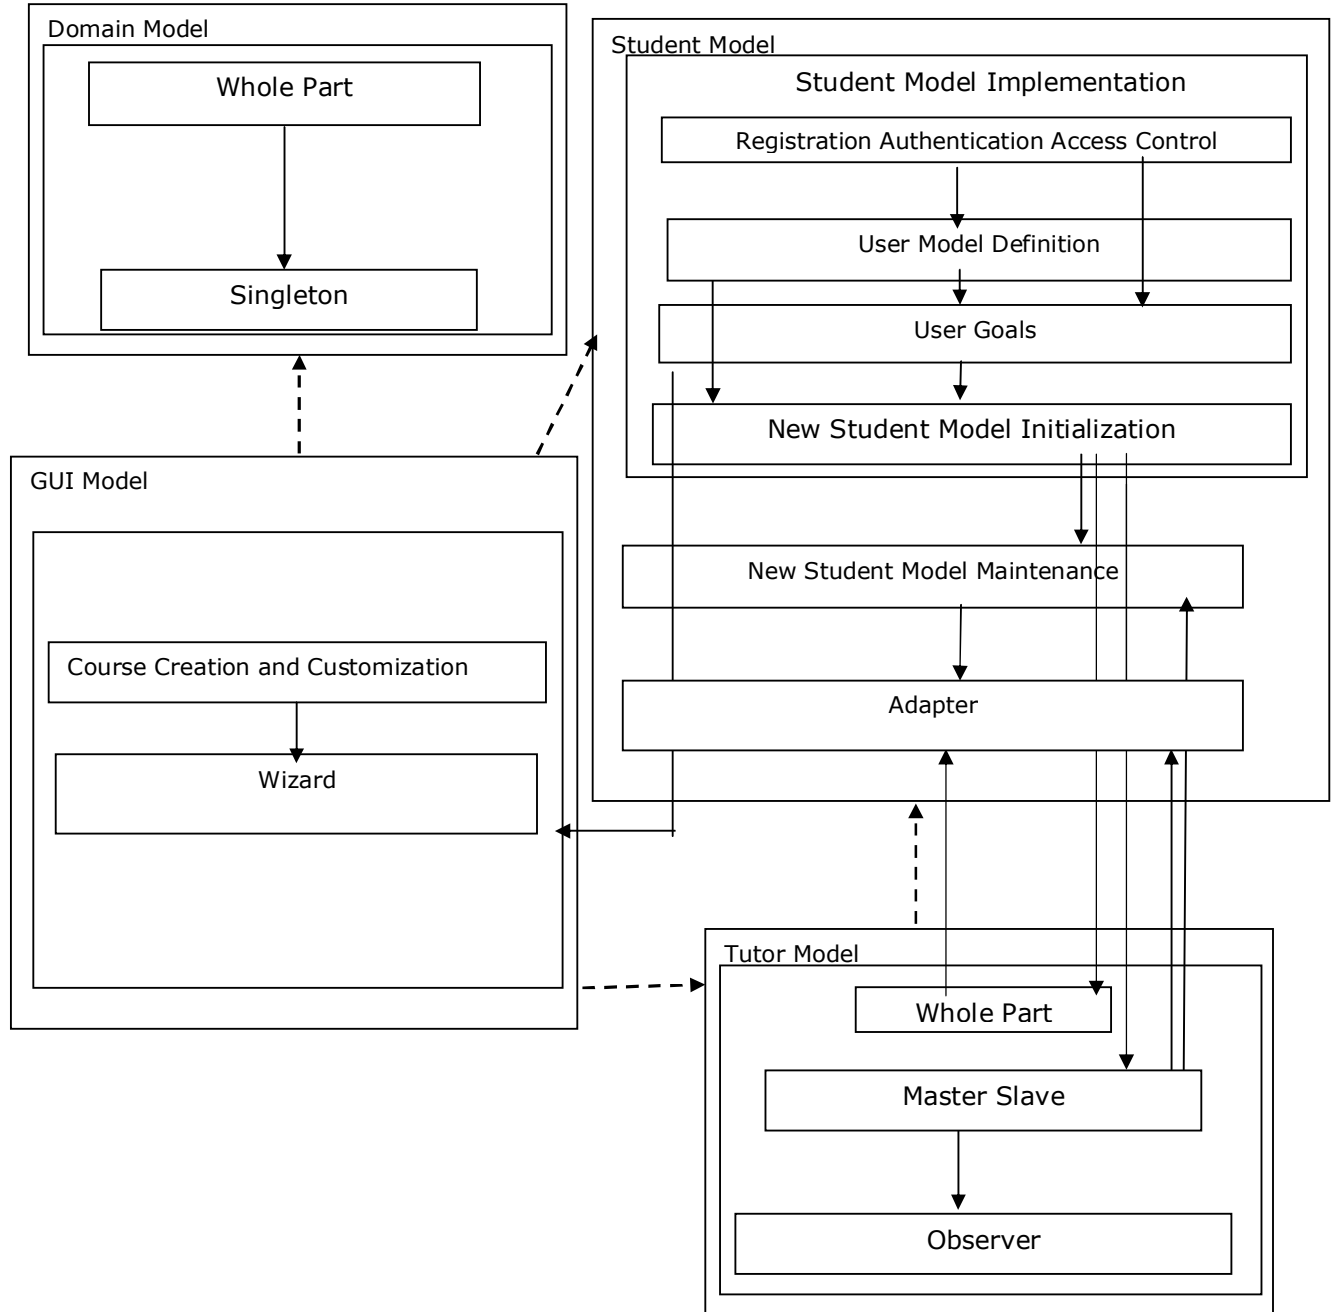 Domain Model
Whole Part
Singleton
Student Model
Student Model Implementation
Registration Authentication Access Control
User Model Definition
User Goals
New Student Model Initialization
New Student Model Maintenance
Adapter
GUI Model
Course Creation and Customization
Wizard
Tutor Model
Whole Part
Master Slave
Observer